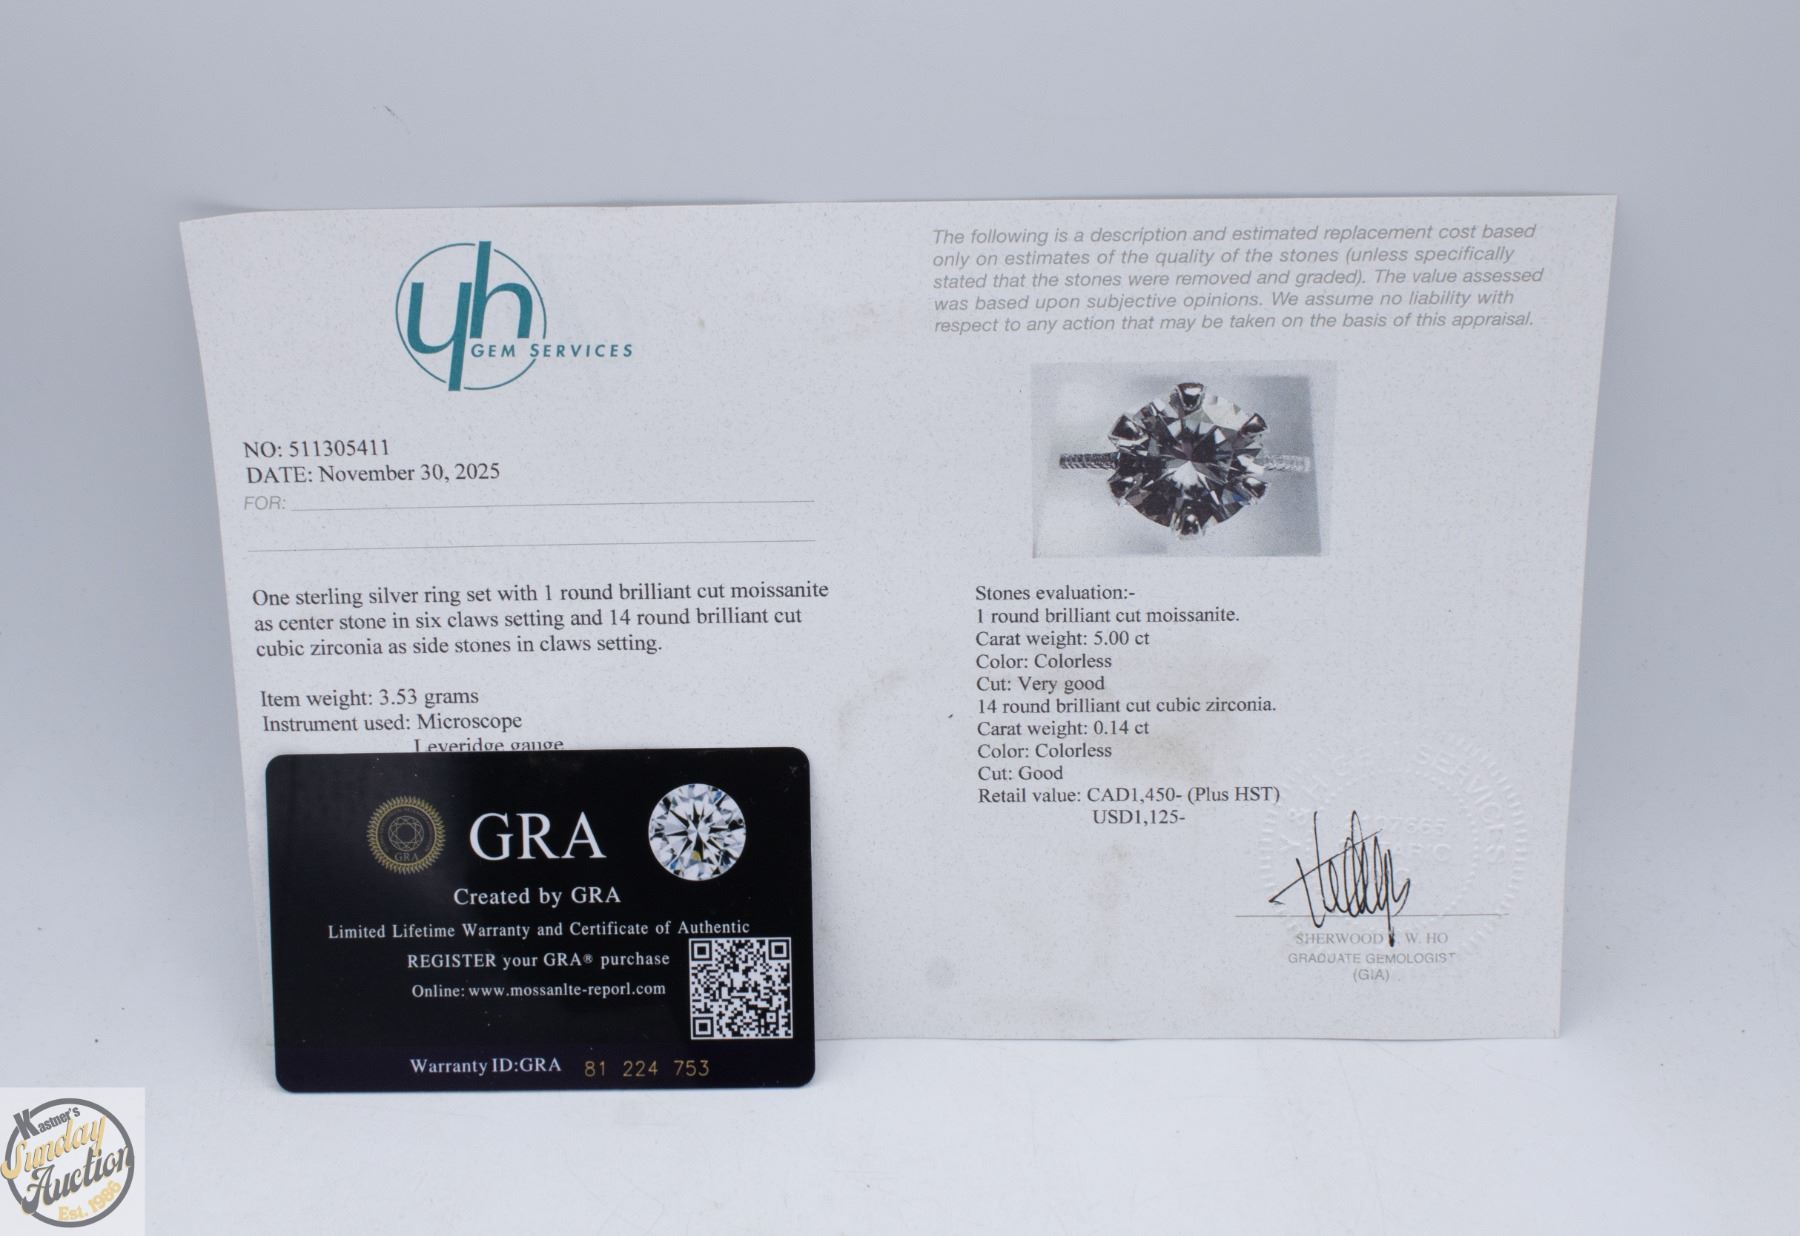 yh
GEM SERVICES
NO: 511305411
DATE: November 30, 2025
FOR:
One sterling silver ring set with 1 round brilliant cut moissanite
as center stone in six claws setting and 14 round brilliant cut
cubic zirconia as side stones in claws setting.
Item weight: 3.53 grams
Instrument used: Microscope
Leveridge gauge
The following is a description and estimated replacement cost based
only on estimates of the quality of the stones (unless specifically
stated that the stones were removed and graded). The value assessed
was based upon subjective opinions. We assume no liability with
respect to any action that may be taken on the basis of this appraisal.
Stones evaluation:-
1 round brilliant cut moissanite.
Carat weight: 5.00 ct
Color: Colorless
Cut: Very good
14 round brilliant cut cubic zirconia.
Carat weight: 0.14 ct
Color: Colorless
Cut: Good
Retail value: CAD1,450- (Plus HST)
USD1,125-
SHERWOOD Y. W. HO
GRADUATE GEMOLOGIST
(GIA)
GRA
GRA
Created by GRA
Limited Lifetime Warranty and Certificate of Authentic
REGISTER your GRA® purchase
Online: www.mossanlte-reporl.com
Warranty ID:GRA 81 224 753
Kastner's
Sunday
Auction
Est. 1986